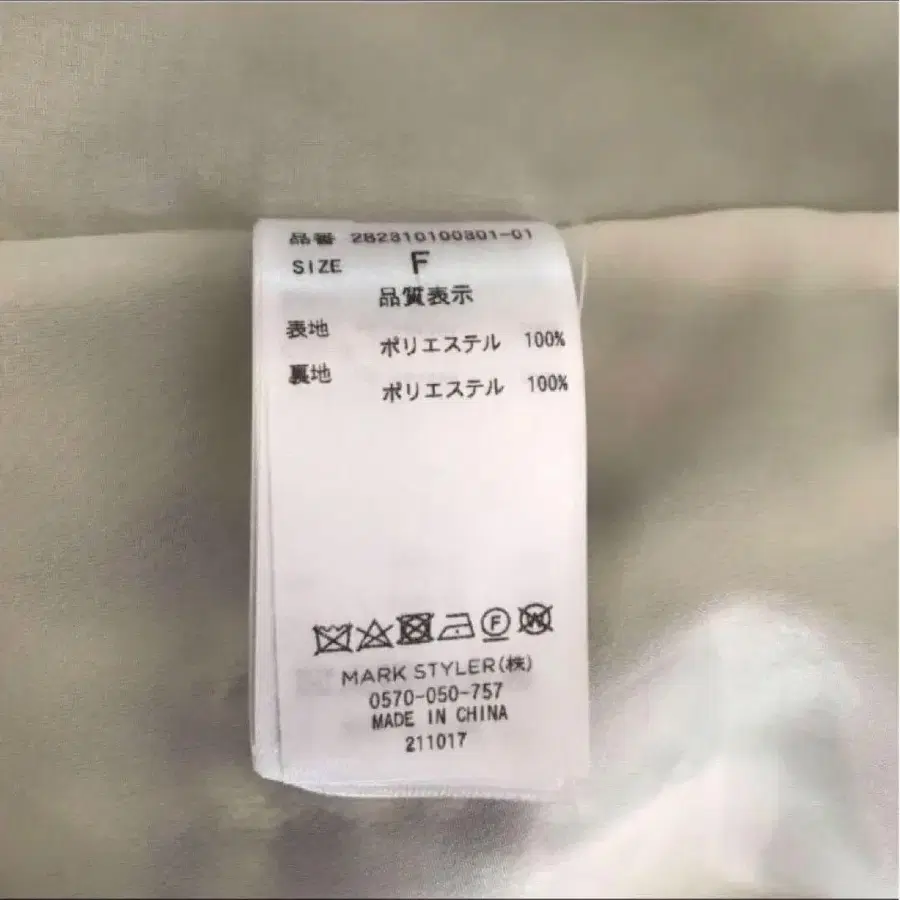 品番 282310100301-01
SIZE F
品質表示
表地
ポリエステル 100%
裏地
ポリエステル 100%
F W
MARK STYLER(株)
0570-050-757
MADE IN CHINA
211017